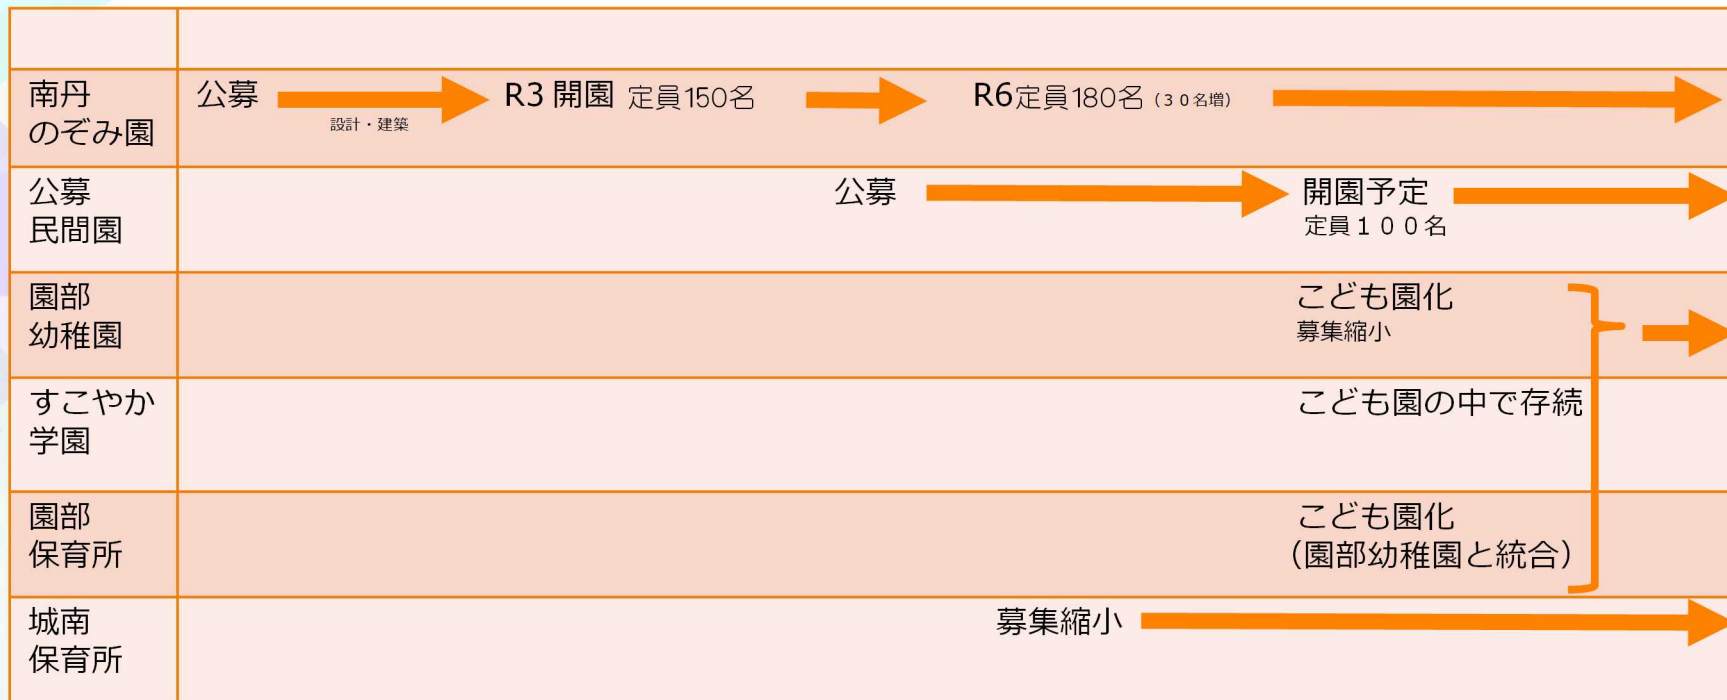 南丹
のぞみ園
公募
設計・建築
R3 開園 定員150名
R6定員180名（３０名増）
公募
民間園
公募
開園予定
定員１００名
園部
幼稚園
こども園化
募集縮小
すこやか
学園
こども園の中で存続
園部
保育所
こども園化
（園部幼稚園と統合）
城南
保育所
募集縮小